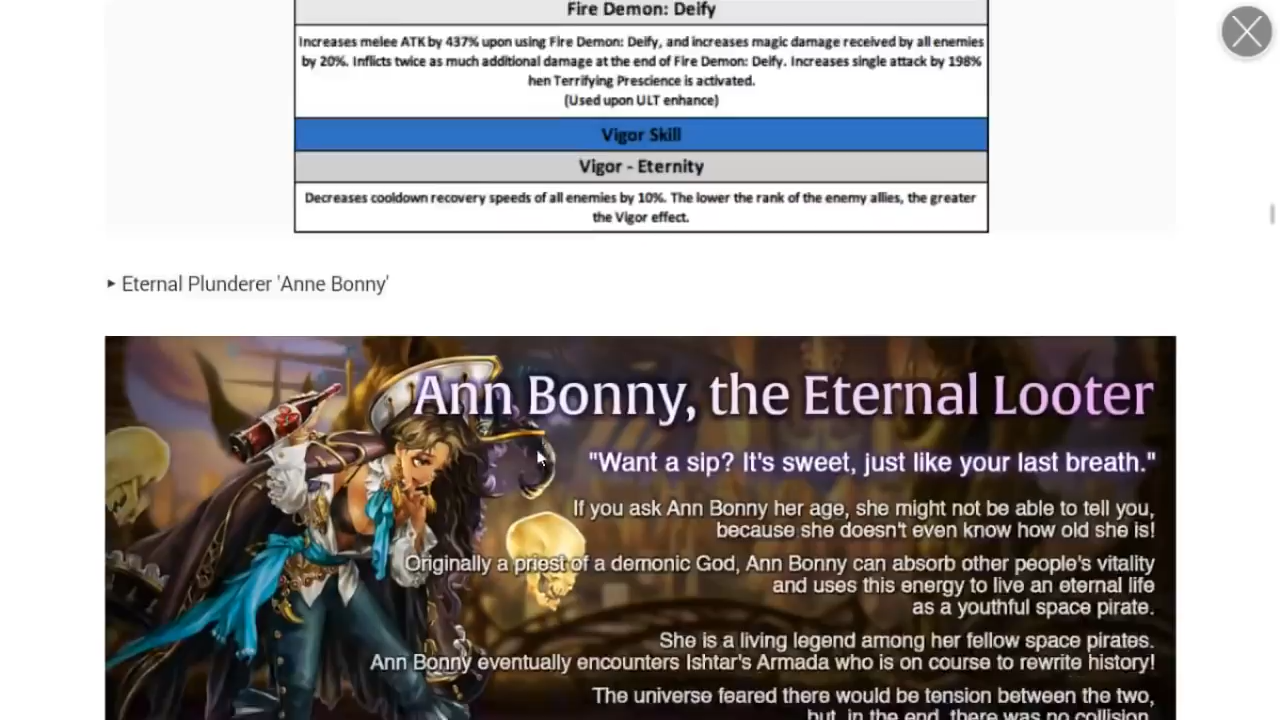 Fire Demon: Deify
Increases melee ATK by 437% upon using Fire Demon: Deify, and increases magic damage received by all enemies
by 20%. Inflicts twice as much additional damage at the end of Fire Demon: Deify. Increases single attack by 198%
hen Terrifying Prescience is activated.
(Used upon ULT enhance)
Vigor Skill
Vigor - Eternity
Decreases cooldown recovery speeds of all enemies by 10%. The lower the rank of the enemy allies, the greater
the Vigor effect.
‣ Eternal Plunderer 'Anne Bonny'
Ann Bonny, the Eternal Looter
"Want a sip? It's sweet, just like your last breath."
If you ask Ann Bonny her age, she might not be able to tell you,
because she doesn't even know how old she is!
Originally a priest of a demonic God, Ann Bonny can absorb other people's vitality
and uses this energy to live an eternal life
as a youthful space pirate.
She is a living legend among her fellow space pirates.
Ann Bonny eventually encounters Ishtar's Armada who is on course to rewrite history!
The universe feared there would be tension between the two,
but, in the end, there was no collision.